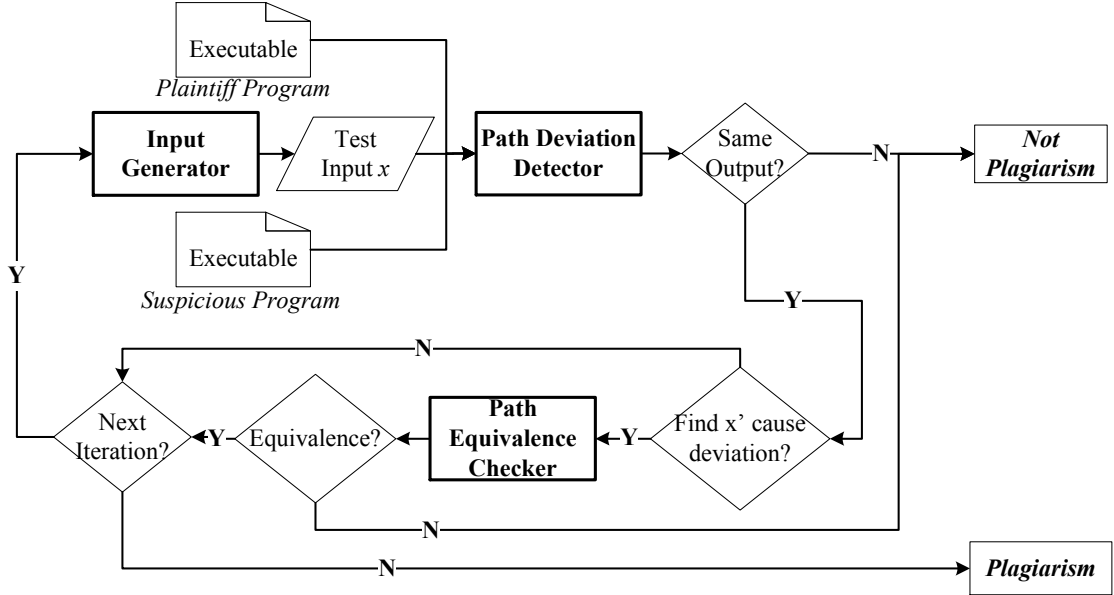 Executable
Plaintiff Program
Input
Generator
Test
Input x
Path Deviation
Detector
Same
Output?
N
Not
Plagiarism
Executable
Suspicious Program
Y
Y
N
Next
Iteration?
Y
Equivalence?
Path
Equivalence
Checker
Y
Find x’ cause
deviation?
N
N
Plagiarism